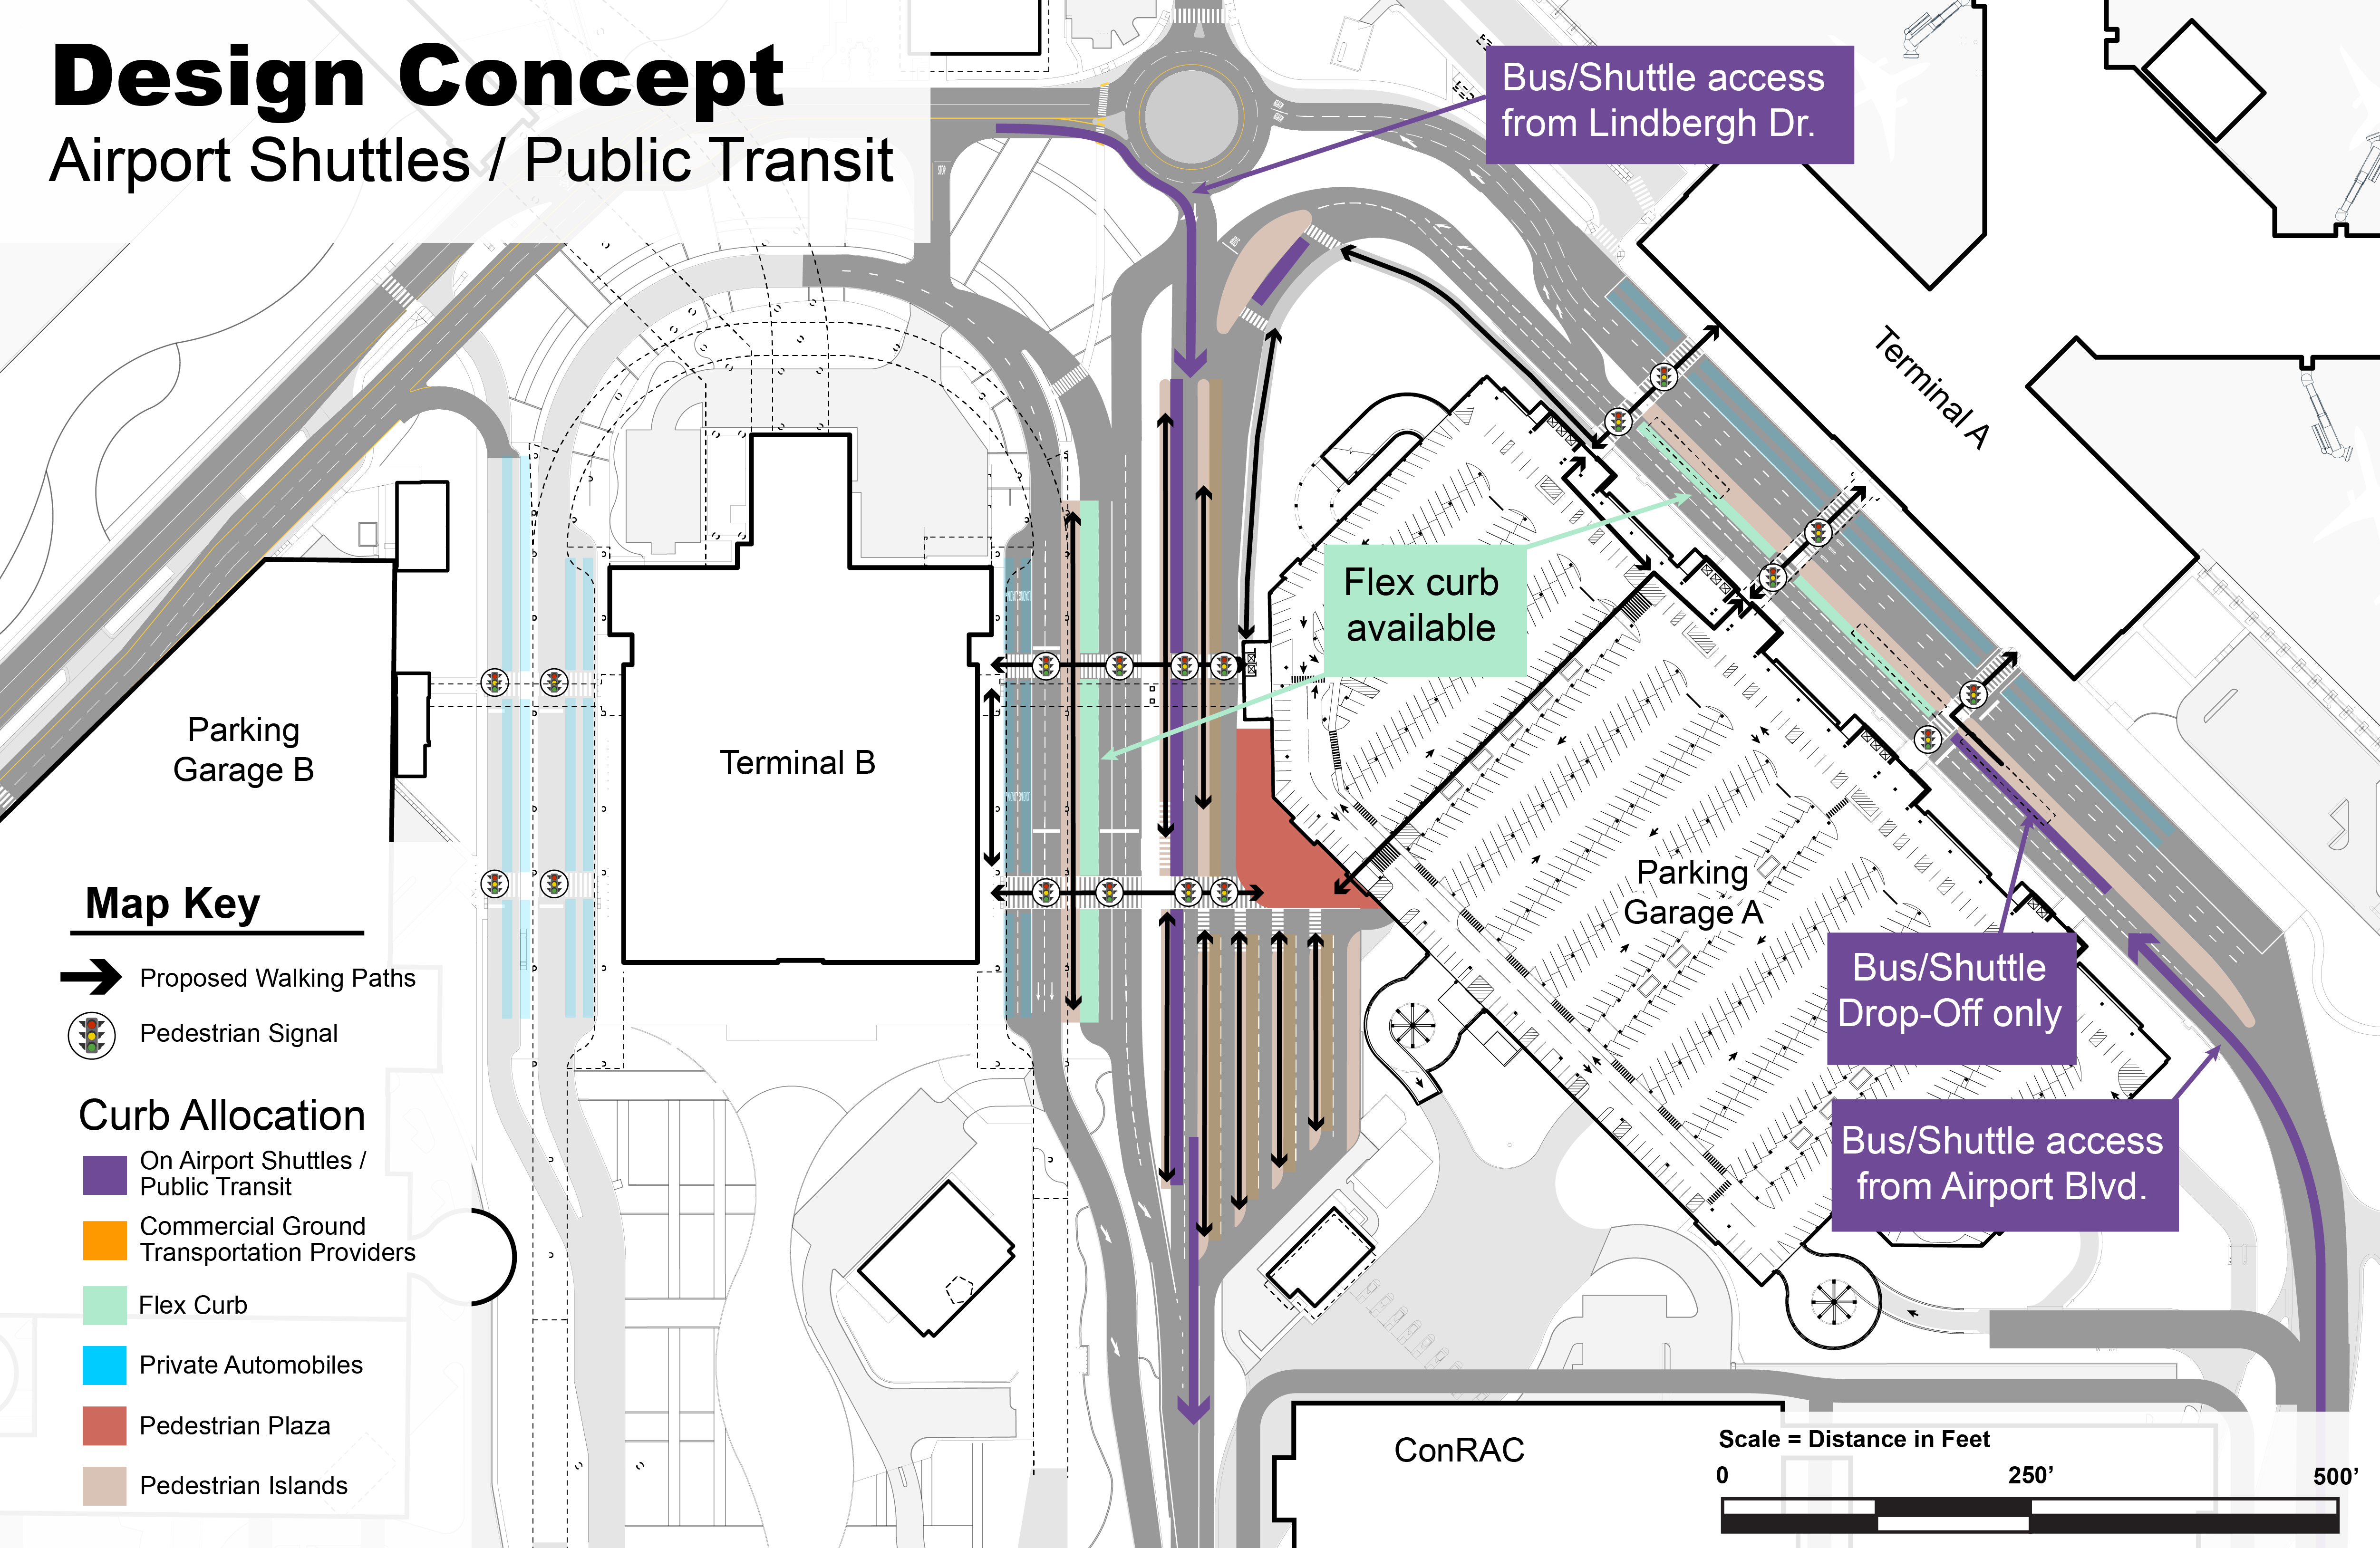 Design Concept
Airport Shuttles / Public Transit
Bus/Shuttle access
from Lindbergh Dr.
Terminal A
Flex curb
available
Parking
Garage B
Terminal B
Parking
Garage A
Bus/Shuttle
Drop-Off only
Bus/Shuttle access
from Airport Blvd.
Map Key
Proposed Walking Paths
Pedestrian Signal
Curb Allocation
On Airport Shuttles /
Public Transit
Commercial Ground
Transportation Providers
Flex Curb
Private Automobiles
Pedestrian Plaza
Pedestrian Islands
ConRAC
Scale = Distance in Feet
0 250’ 500’